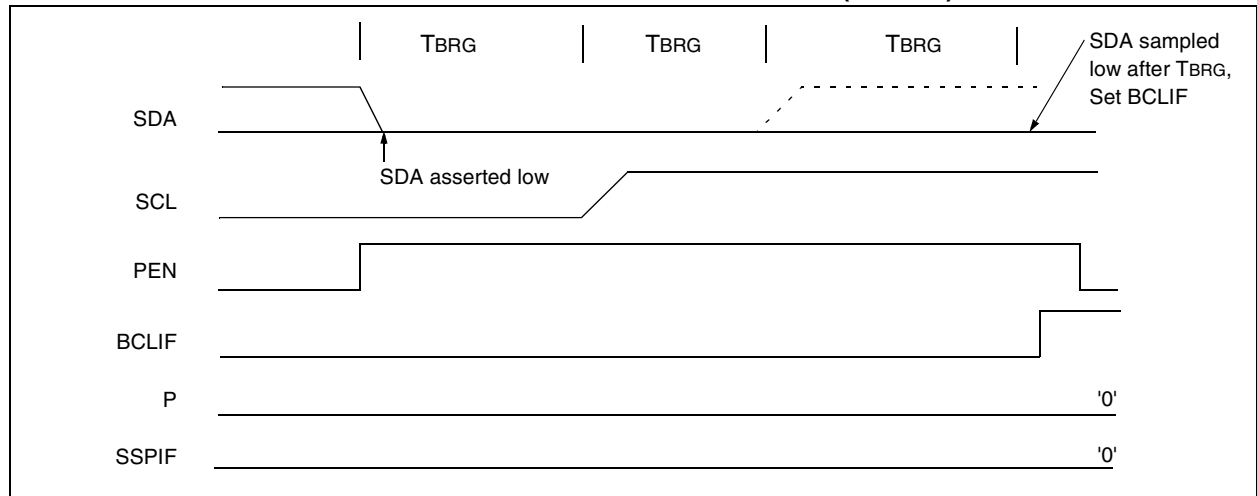 TBRG TBRG TBRG
SDA sampled
low after TBRG,
Set BCLIF
SDA
SDA asserted low
SCL
PEN
BCLIF
P '0'
SSPIF '0'